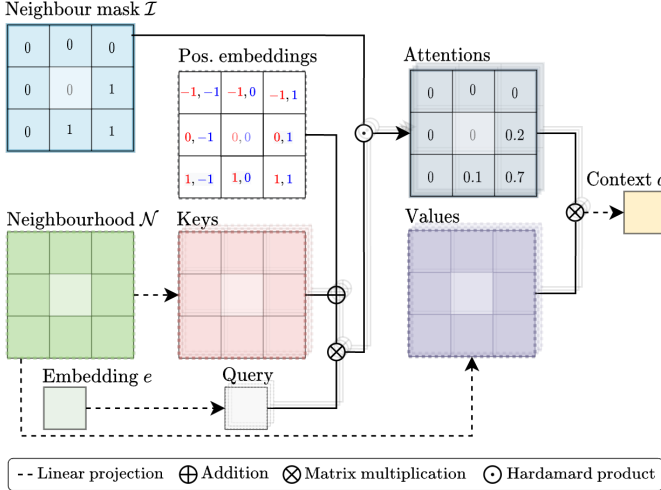 Neighbour mask ℐ
0 0 0
0 0 1
0 1 1
Pos. embeddings
−1, −1 −1, 0 −1, 1
0, −1 0, 0 0, 1
1, −1 1, 0 1, 1
Attentions
0 0 0
0 0 0.2
0 0.1 0.7
Context
Neighbourhood 𝒩
Keys
Values
Embedding e
Query
Linear projection
Addition
Matrix multiplication
Hardamard product